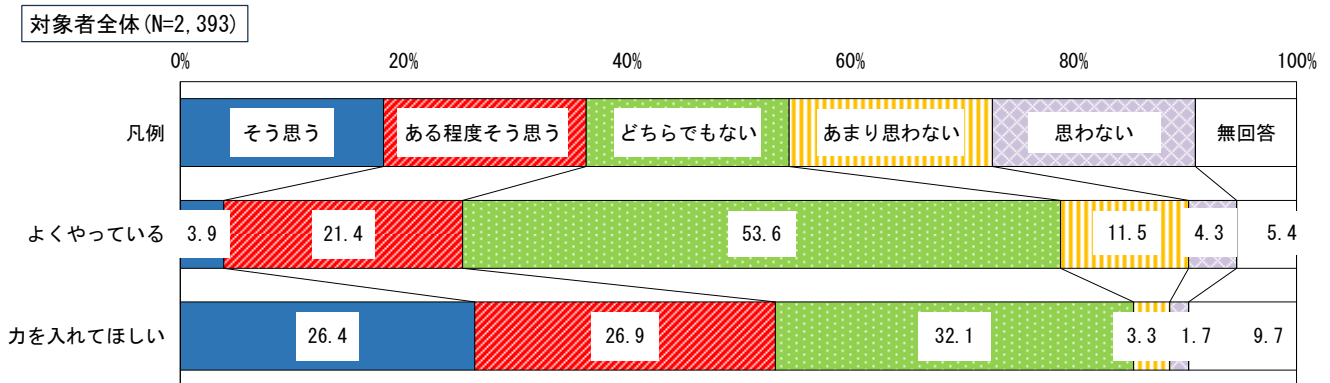 対象者全体(N=2,393)
0% 20% 40% 60% 80% 100%
凡例 そう思う ある程度そう思う どちらでもない あまり思わない 思わない 無回答
よくやっている 3.9 21.4 53.6 11.5 4.3 5.4
力を入れてほしい 26.4 26.9 32.1 3.3 1.7 9.7